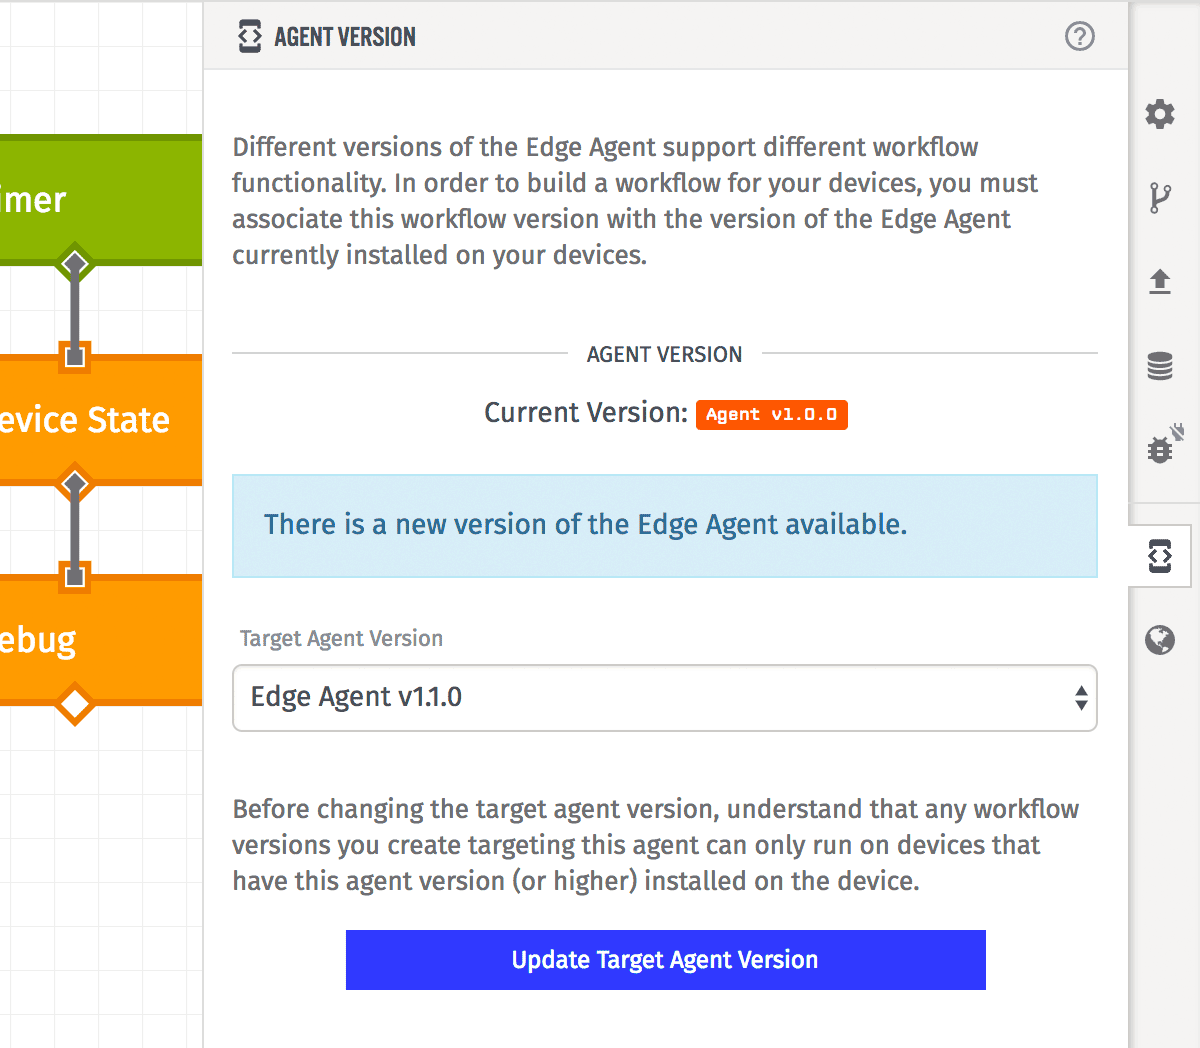 AGENT VERSION
Different versions of the Edge Agent support different workflow
functionality. In order to build a workflow for your devices, you must
associate this workflow version with the version of the Edge Agent
currently installed on your devices.
AGENT VERSION
Current Version: Agent v1.0.0
There is a new version of the Edge Agent available.
Target Agent Version
Edge Agent v1.1.0
Before changing the target agent version, understand that any workflow
versions you create targeting this agent can only run on devices that
have this agent version (or higher) installed on the device.
Update Target Agent Version
imer
evice State
ebug